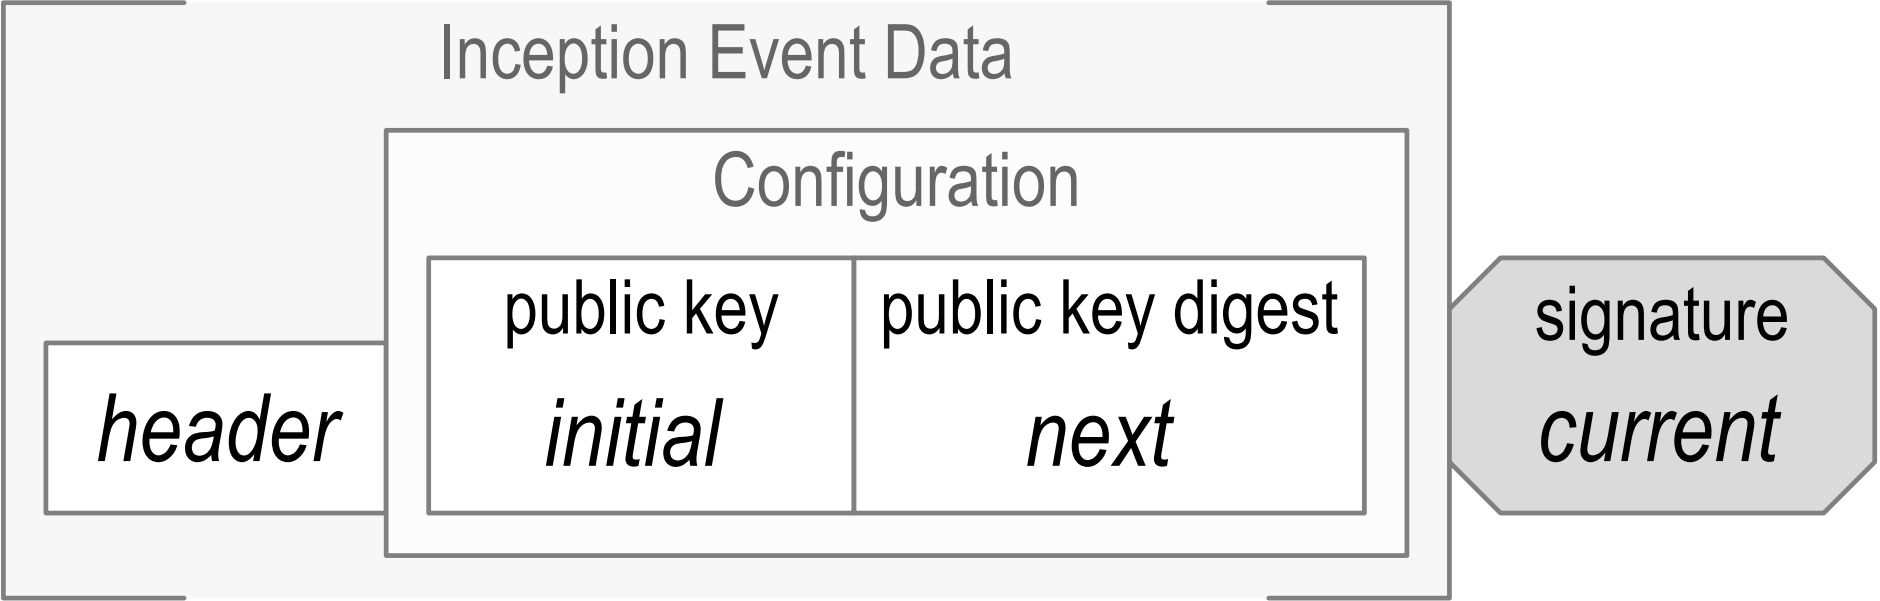 Inception Event Data
Configuration
public key
initial
public key digest
next
header
signature
current